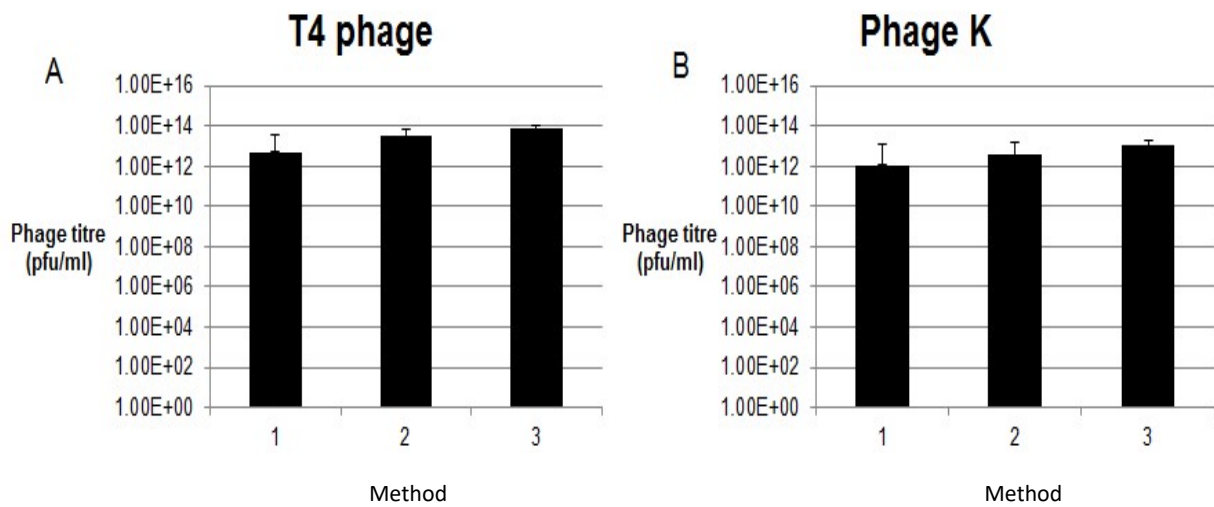 T4 phage
A
1.00E+16
1.00E+14
1.00E+12
1.00E+10
1.00E+08
1.00E+06
1.00E+04
1.00E+02
1.00E+00
Phage titre
(pfu/ml)
1 2 3
Method
Phage K
B
1.00E+16
1.00E+14
1.00E+12
1.00E+10
1.00E+08
1.00E+06
1.00E+04
1.00E+02
1.00E+00
Phage titre
(pfu/ml)
1 2 3
Method